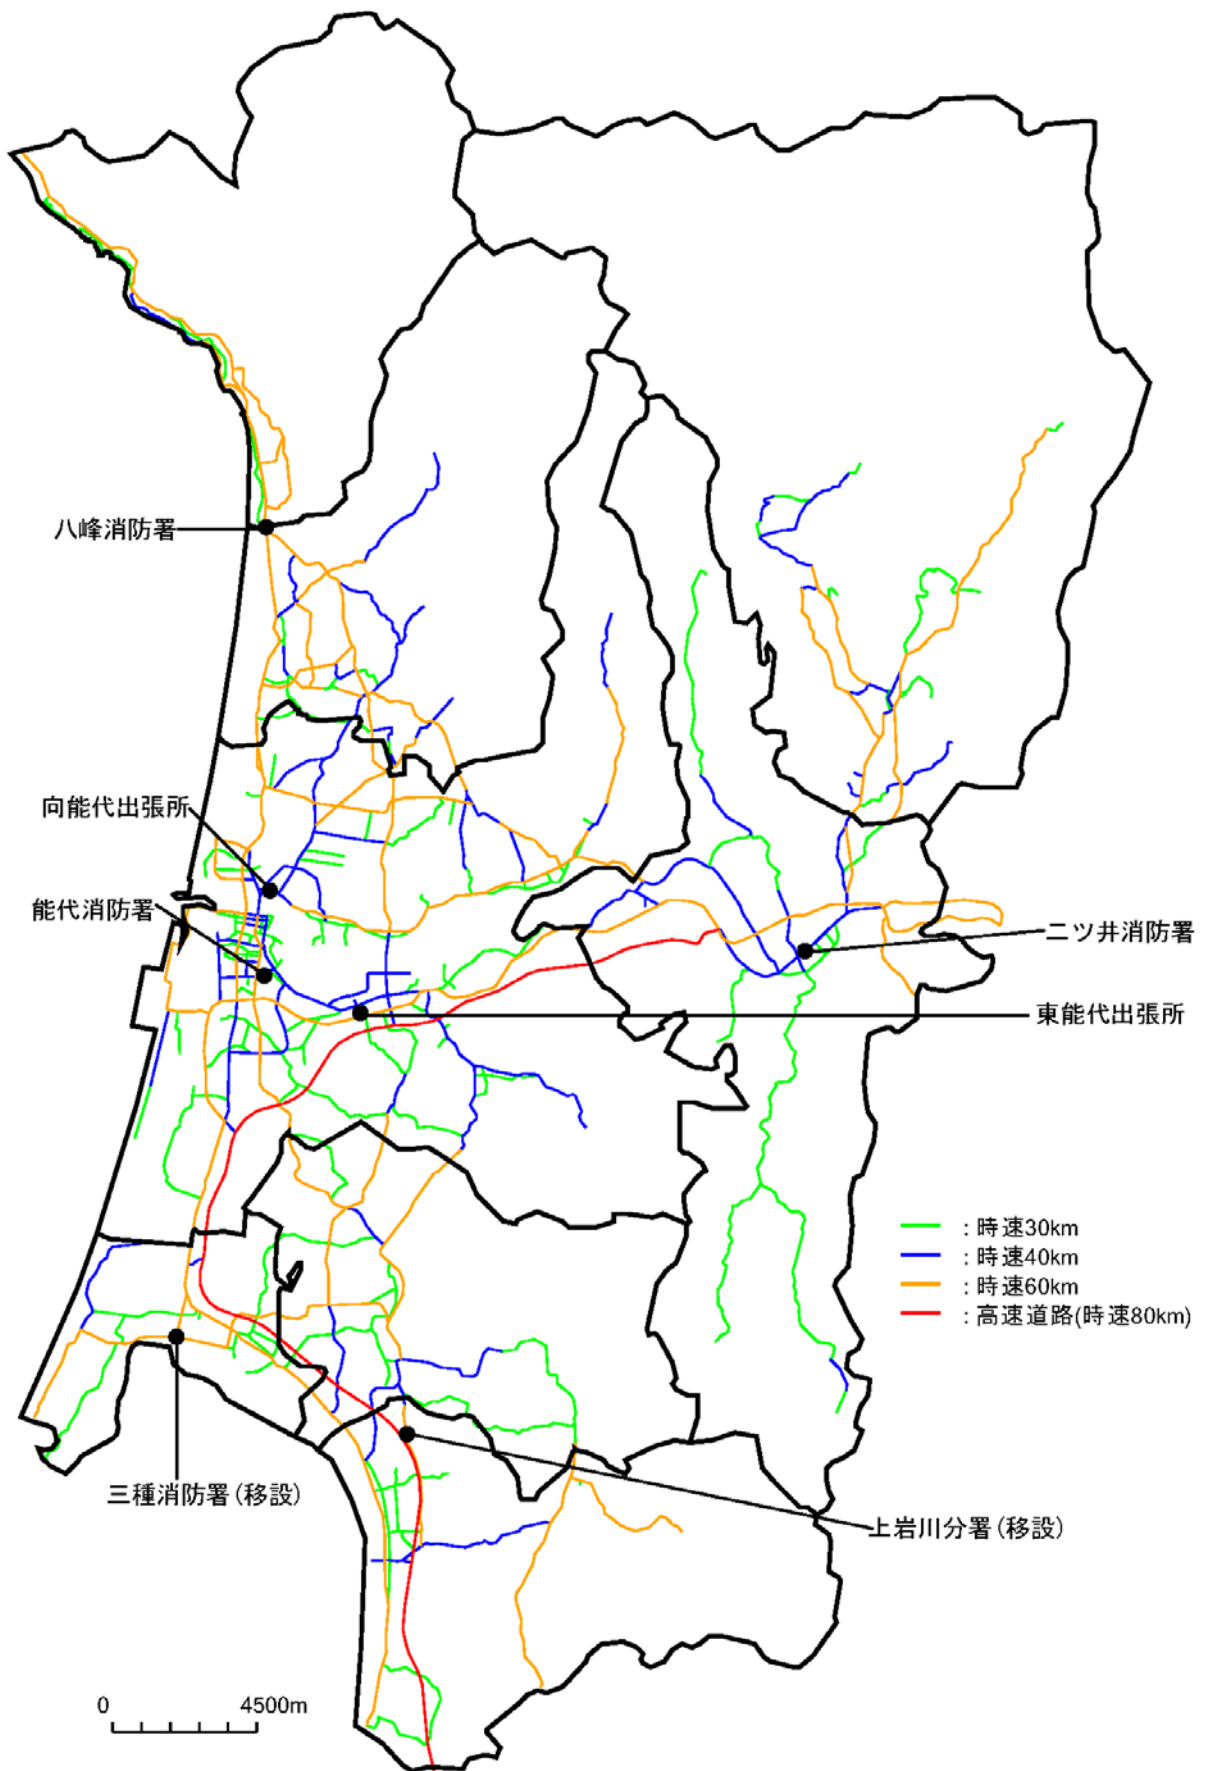 八峰消防署
向能代出張所
能代消防署
二ツ井消防署
東能代出張所
：時速30km
：時速40km
：時速60km
：高速道路(時速80km)
三種消防署(移設)
上岩川分署(移設)
0 4500m